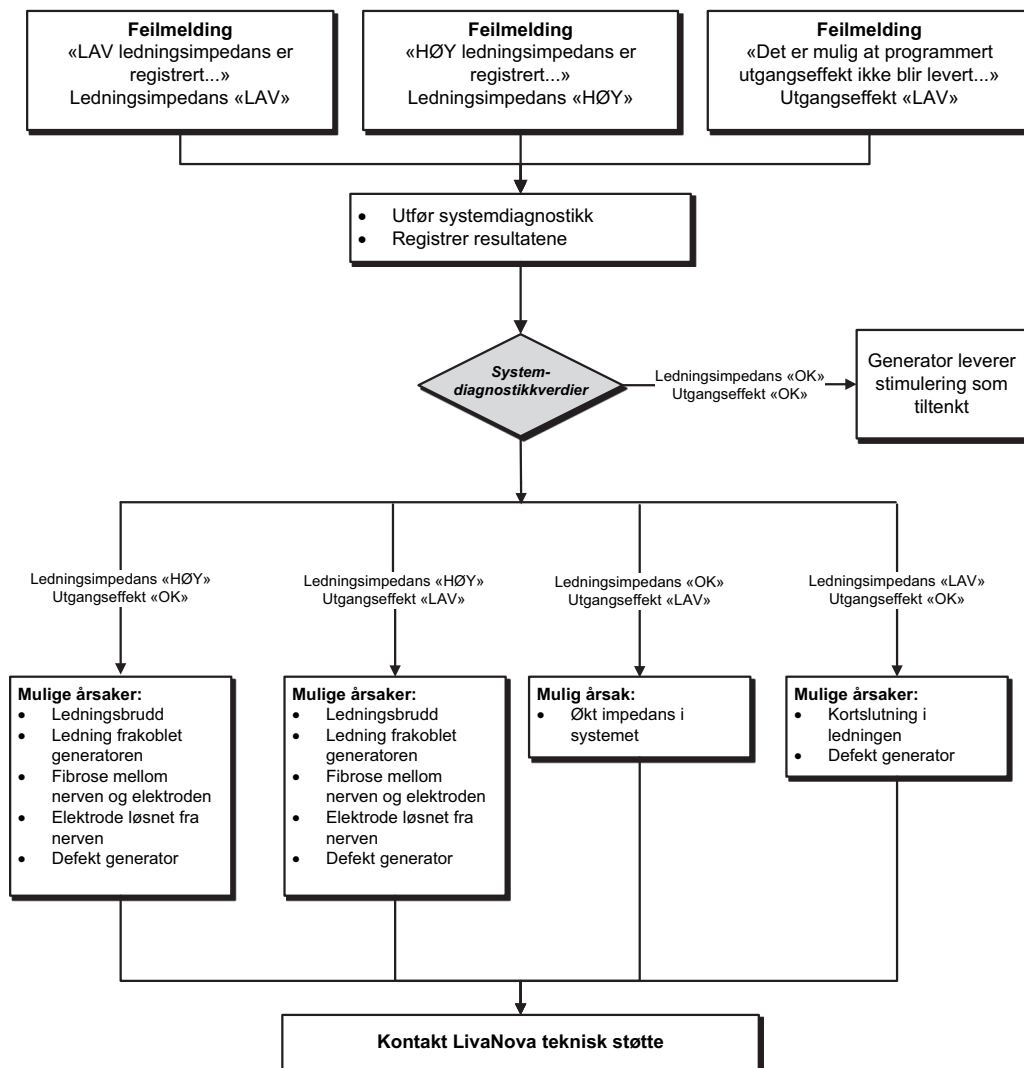 Feilmelding
«LAV ledningsimpedans er
registrert...»
Ledningsimpedans «LAV»
Feilmelding
«HØY ledningsimpedans er
registrert...»
Ledningsimpedans «HØY»
Feilmelding
«Det er mulig at programmert
utgangseffekt ikke blir levert...»
Utgangseffekt «LAV»
• Utfør systemdiagnostikk
• Registrer resultatene
System-
diagnostikkverdier
Ledningsimpedans «OK»
Utgangseffekt «OK»
Generator leverer
stimulering som
tiltenkt
Ledningsimpedans «HØY»
Utgangseffekt «OK»
Ledningsimpedans «HØY»
Utgangseffekt «LAV»
Ledningsimpedans «OK»
Utgangseffekt «LAV»
Ledningsimpedans «LAV»
Utgangseffekt «OK»
Mulige årsaker:
• Ledningsbrudd
• Ledning frakoblet
generatoren
• Fibrose mellom
nerven og elektroden
• Elektrode løsnet fra
nerven
• Defekt generator
Mulige årsaker:
• Ledningsbrudd
• Ledning frakoblet
generatoren
• Fibrose mellom
nerven og elektroden
• Elektrode løsnet fra
nerven
• Defekt generator
Mulig årsak:
• Økt impedans i
systemet
Mulige årsaker:
• Kortslutning i
ledningen
• Defekt generator
Kontakt LivaNova teknisk støtte